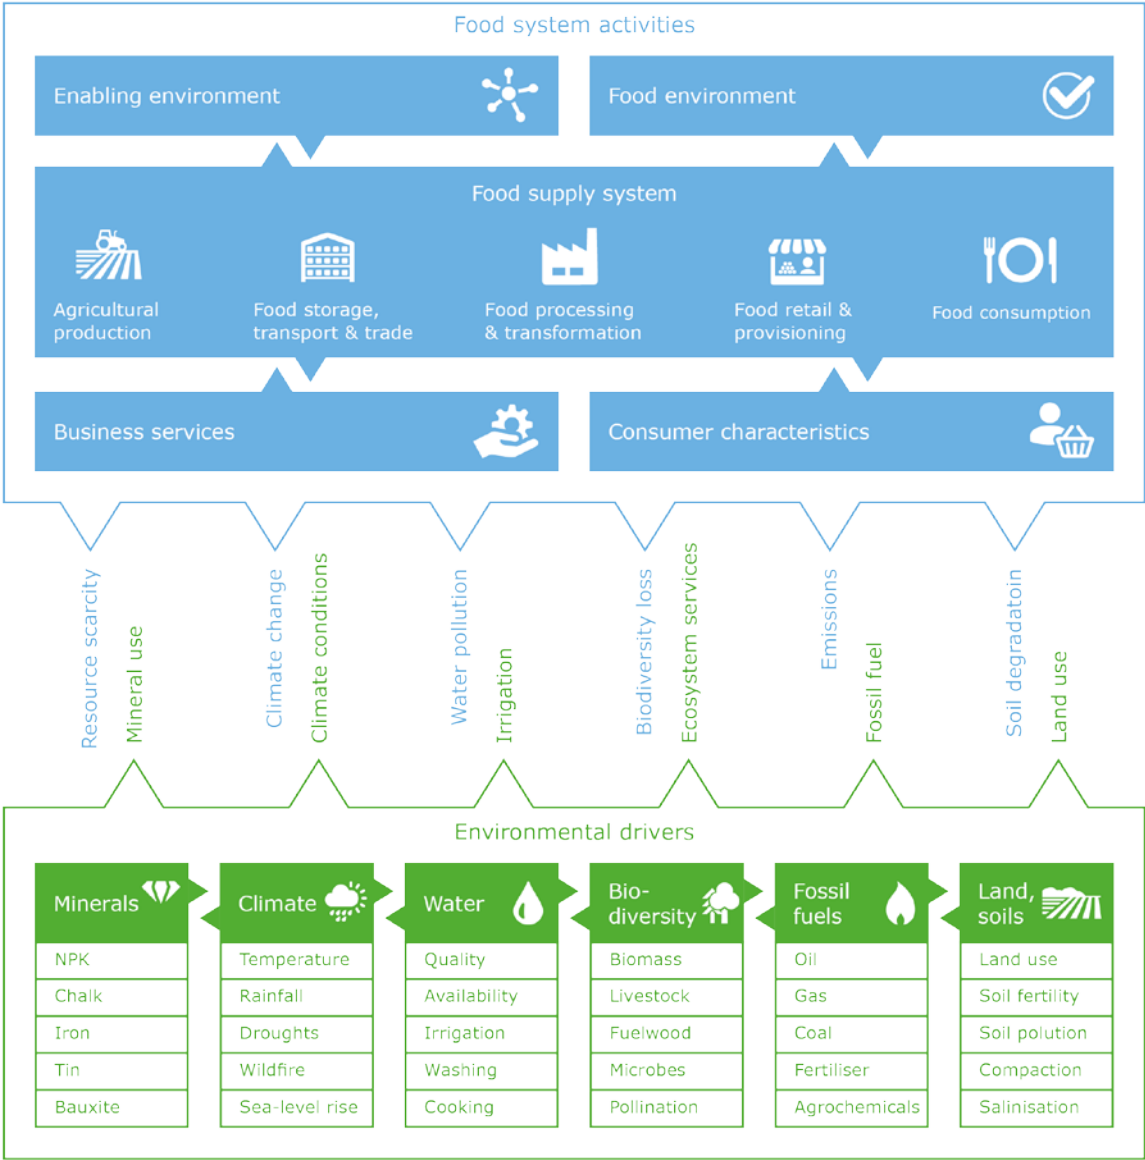 Food system activities
Enabling environment
Food environment
Food supply system
Agricultural
production
Food storage,
transport & trade
Food processing
& transformation
Food retail &
provisioning
Food consumption
Business services
Consumer characteristics
Resource scarcity
Mineral use
Climate change
Climate conditions
Water pollution
Irrigation
Biodiversity loss
Ecosystem services
Emissions
Fossil fuel
Soil degradatoin
Land use
Environmental drivers
Minerals
NPK
Chalk
Iron
Tin
Bauxite
Climate
Temperature
Rainfall
Droughts
Wildfire
Sea-level rise
Water
Quality
Availability
Irrigation
Washing
Cooking
Bio-
diversity
Biomass
Livestock
Fuelwood
Microbes
Pollination
Fossil
fuels
Oil
Gas
Coal
Fertiliser
Agrochemicals
Land,
soils
Land use
Soil fertility
Soil polution
Compaction
Salinisation